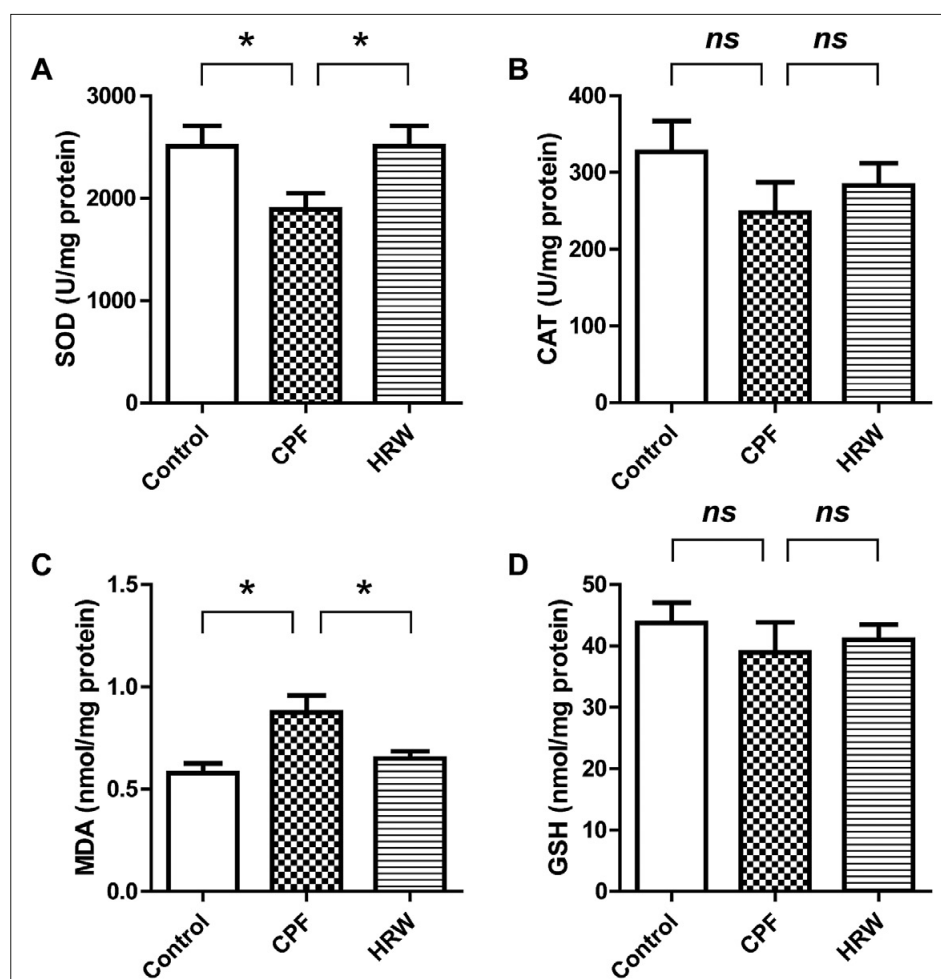 A
* *
SOD (U/mg protein)
3000
2000
1000
0
Control CPF HRW
B
ns ns
CAT (U/mg protein)
400
300
200
100
0
Control CPF HRW
C
* *
MDA (nmol/mg protein)
1.5
1.0
0.5
0.0
Control CPF HRW
D
ns ns
GSH (nmol/mg protein)
50
40
30
20
10
0
Control CPF HRW